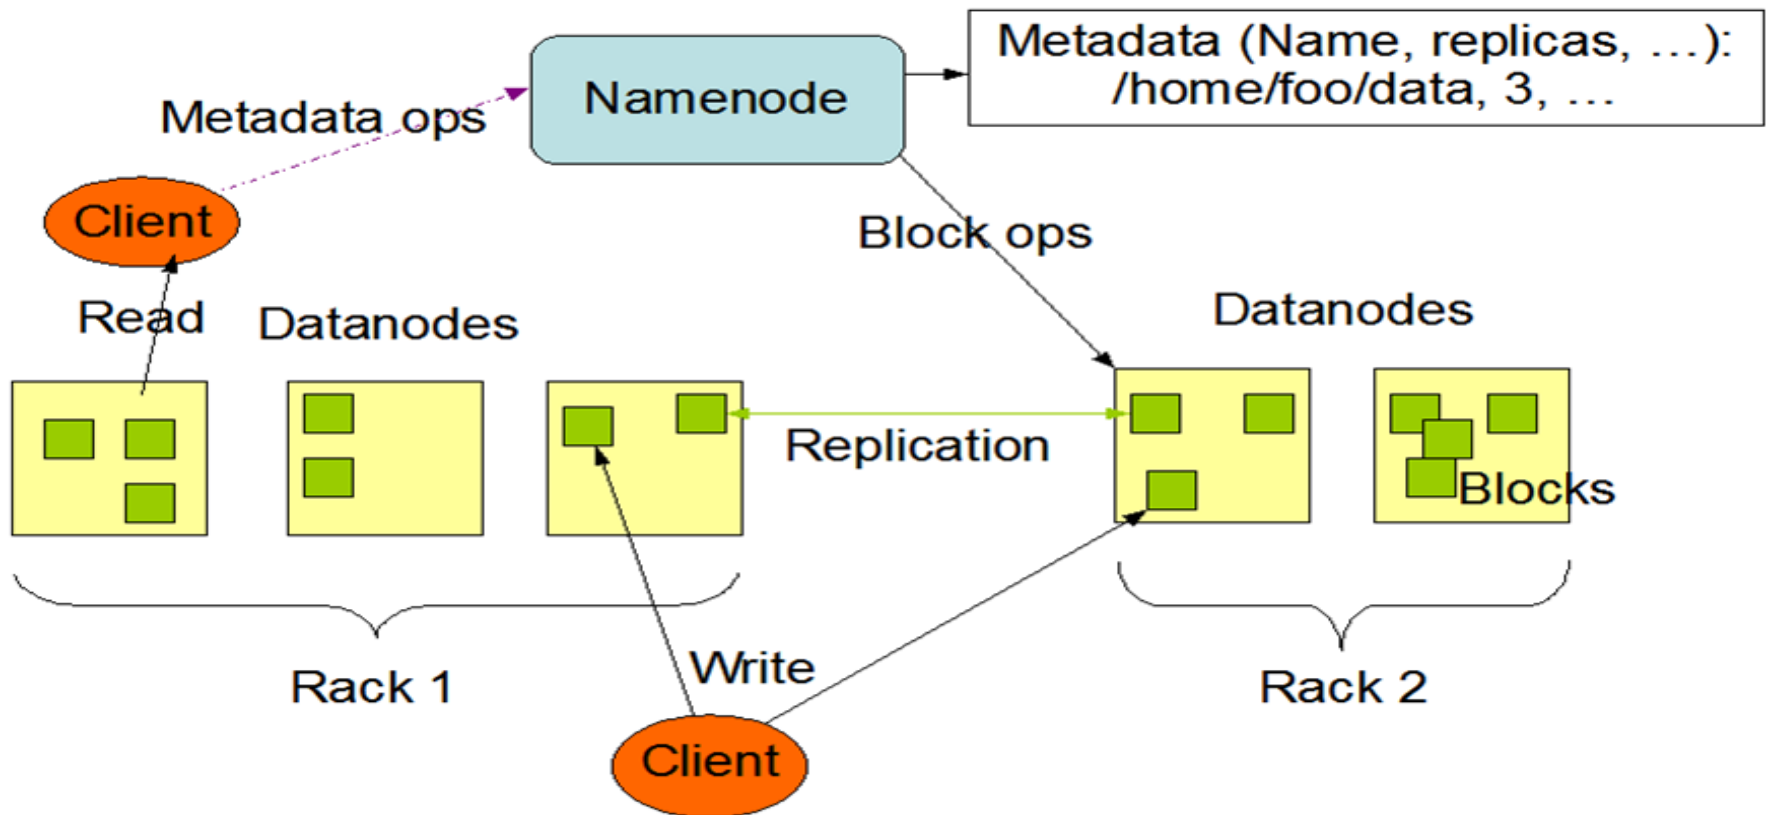 Metadata (Name, replicas, …):
/home/foo/data, 3, …
Namenode
Metadata ops
Client
Block ops
Read
Datanodes
Datanodes
Replication
Blocks
Rack 1
Write
Rack 2
Client